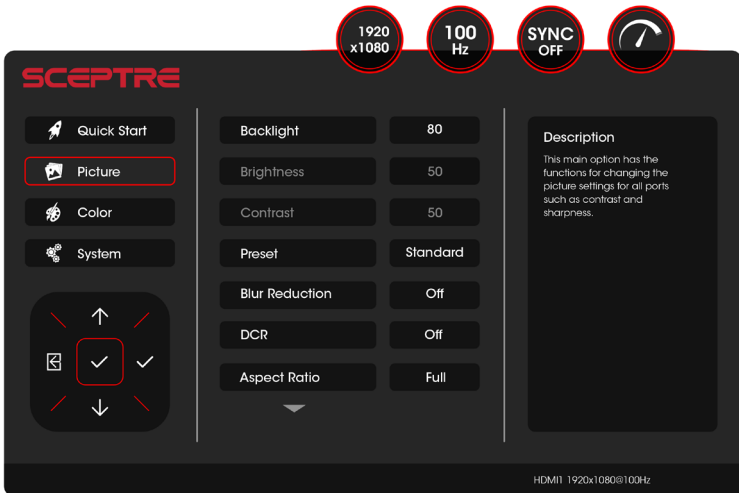 1920
x1080
100
Hz
SYNC
OFF
SCEPTRE
Quick Start
Picture
Color
System
Backlight 80
Brightness 50
Contrast 50
Preset Standard
Blur Reduction Off
DCR Off
Aspect Ratio Full
Description
This main option has the
functions for changing the
picture settings for all ports
such as contrast and
sharpness.
HDMI1 1920x1080@100Hz